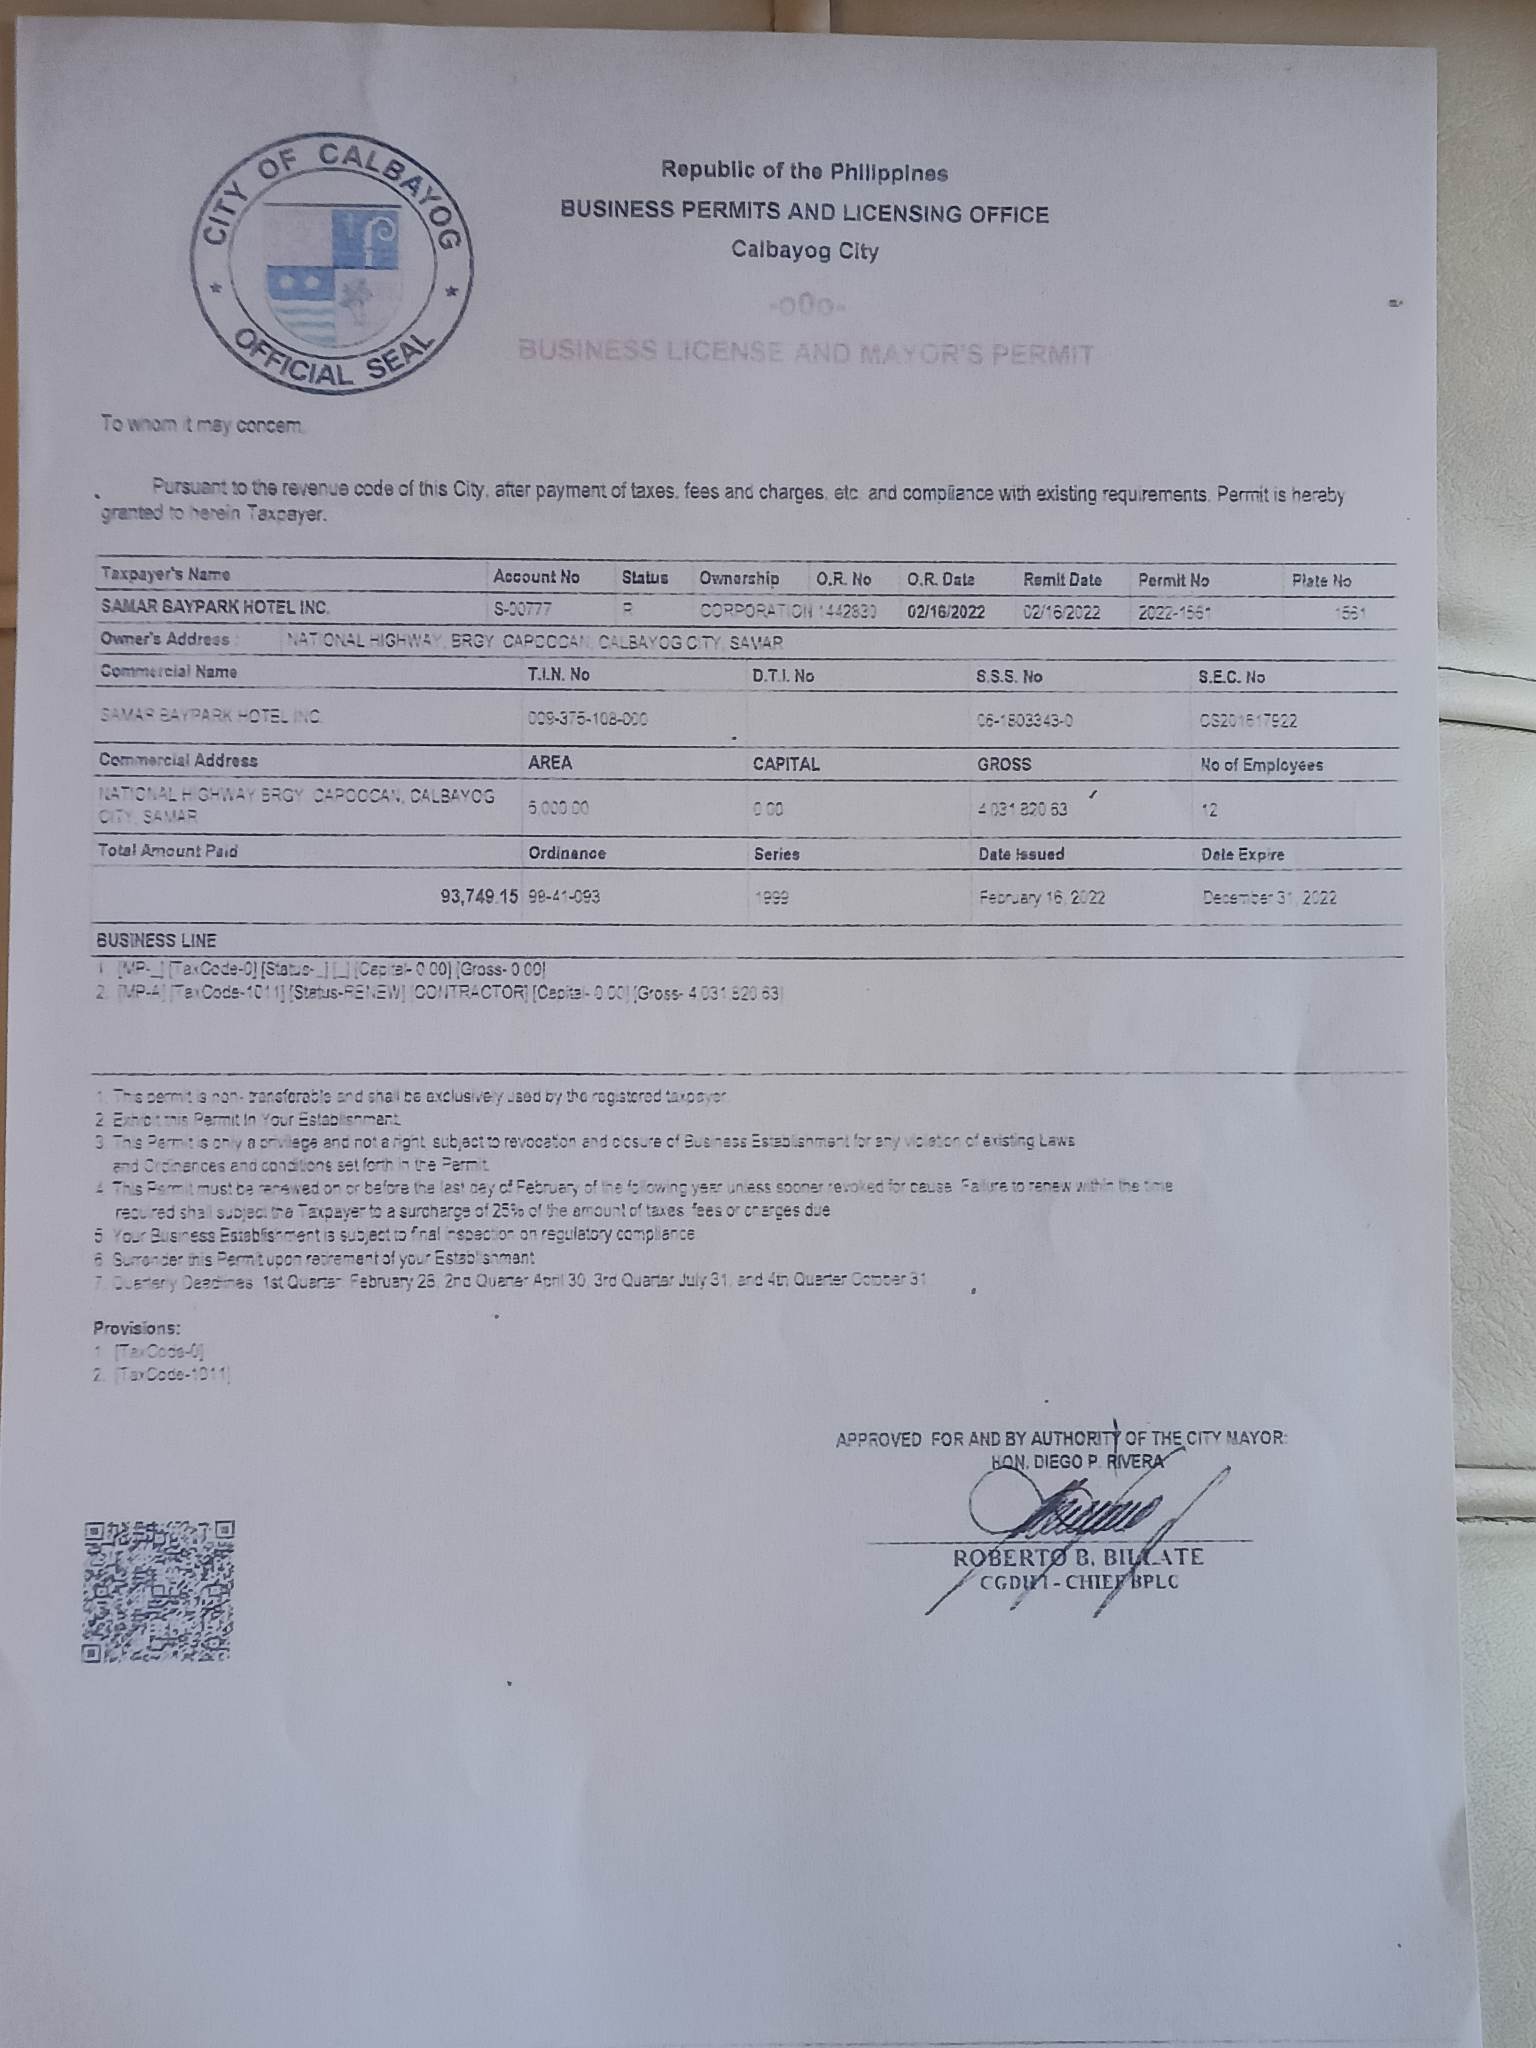 CITY OF CALBAYOG
OFFICIAL SEAL
Republic of the Philippines
BUSINESS PERMITS AND LICENSING OFFICE
Calbayog City
-o0o-
BUSINESS LICENSE AND MAYOR'S PERMIT
To whom it may concern,
Pursuant to the revenue code of this City, after payment of taxes, fees and charges, etc. and compliance with existing requirements. Permit is hereby
granted to herein Taxpayer.
Taxpayer's Name Account No Status Ownership O.R. No O.R. Date Remit Date Permit No Plate No
SAMAR BAYPARK HOTEL INC. S-00777 R CORPORATION 1442830 02/16/2022 02/16/2022 2022-1561 1561
Owner's Address : NATIONAL HIGHWAY, BRGY. CAPOOCAN, CALBAYOG CITY, SAMAR
Commercial Name T.I.N. No D.T.I. No S.S.S. No S.E.C. No
SAMAR BAYPARK HOTEL INC. 009-375-108-000 06-1803343-0 CS201617922
Commercial Address AREA CAPITAL GROSS No of Employees
NATIONAL HIGHWAY BRGY. CAPOOCAN, CALBAYOG 5,000.00 0.00 4,031,820.63 12
CITY, SAMAR
Total Amount Paid Ordinance Series Date Issued Date Expire
93,749.15 99-41-093 1999 February 16, 2022 December 31, 2022
BUSINESS LINE
1. [MP-_] [TaxCode-0] [Status-_] [_] [Capital- 0.00] [Gross- 0.00]
2. [MP-A] [TaxCode-1011] [Status-RENEW] [CONTRACTOR] [Capital- 0.00] [Gross- 4,031,820.63]
1. This permit is non- transferable and shall be exclusively used by the registered taxpayer.
2. Exhibit this Permit In Your Establishment.
3. This Permit is only a privilege and not a right, subject to revocation and closure of Business Establishment for any violation of existing Laws
and Ordinances and conditions set forth in the Permit.
4. This Permit must be renewed on or before the last day of February of the following year unless sooner revoked for cause. Failure to renew within the time
required shall subject the Taxpayer to a surcharge of 25% of the amount of taxes, fees or charges due.
5. Your Business Establishment is subject to final inspection on regulatory compliance.
6. Surrender this Permit upon retirement of your Establishment.
7. Quarterly Deadlines: 1st Quarter: February 28, 2nd Quarter April 30, 3rd Quarter July 31, and 4th Quarter October 31.
Provisions:
1. [TaxCode-0]
2. [TaxCode-1011]
APPROVED FOR AND BY AUTHORITY OF THE CITY MAYOR:
HON. DIEGO P. RIVERA
ROBERTO B. BILLATE
- CHIEF BPLO